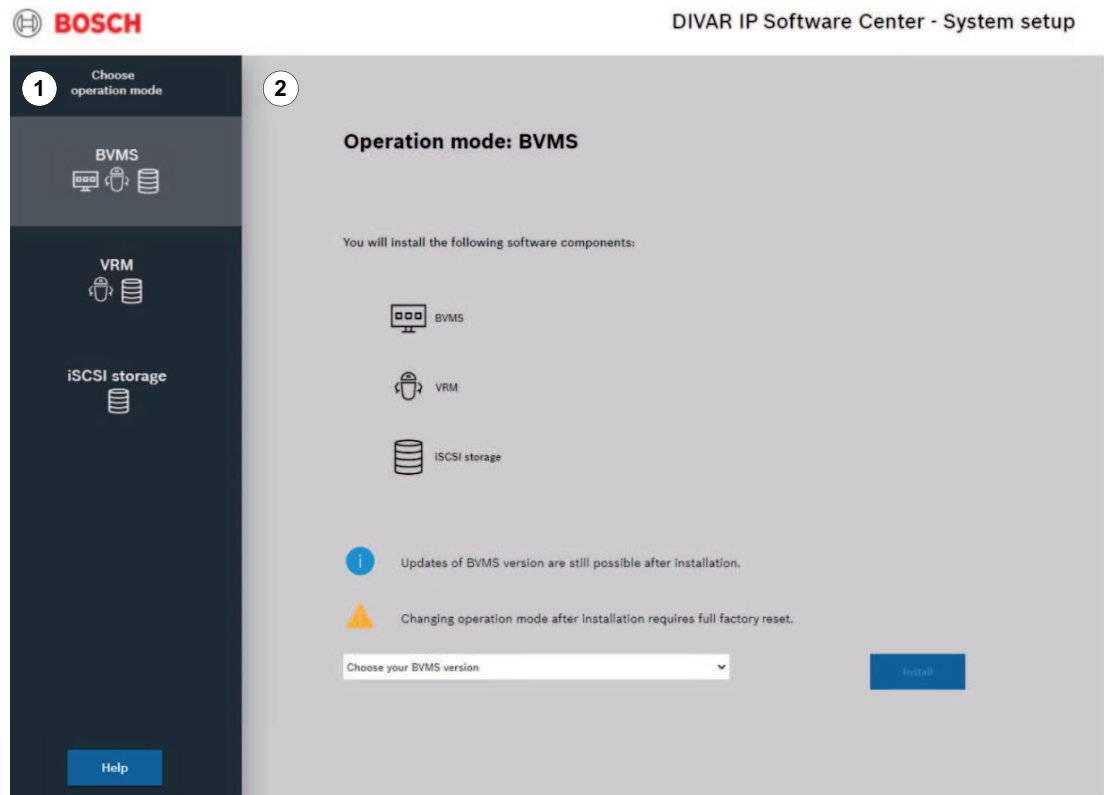 BOSCH
DIVAR IP Software Center - System setup
1
Choose
operation mode
BVMS
VRM
iSCSI storage
Help
2
Operation mode: BVMS
You will install the following software components:
BVMS
VRM
iSCSI storage
i
Updates of BVMS version are still possible after installation.
Changing operation mode after installation requires full factory reset.
Choose your BVMS version
Install